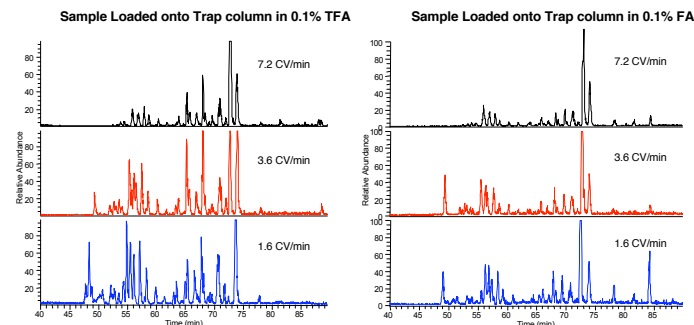 Sample Loaded onto Trap column in 0.1% TFA
80
60
40
20
7.2 CV/min
Relative Abundance
80
60
40
20
3.6 CV/min
80
60
40
20
0
1.6 CV/min
40 45 50 55 60 65 70 75 80 85
Time (min)
Sample Loaded onto Trap column in 0.1% FA
100
80
60
40
20
0
7.2 CV/min
Relative Abundance
80
60
40
20
0
3.6 CV/min
100
80
60
40
20
0
1.6 CV/min
40 45 50 55 60 65 70 75 80 85
Time (min)